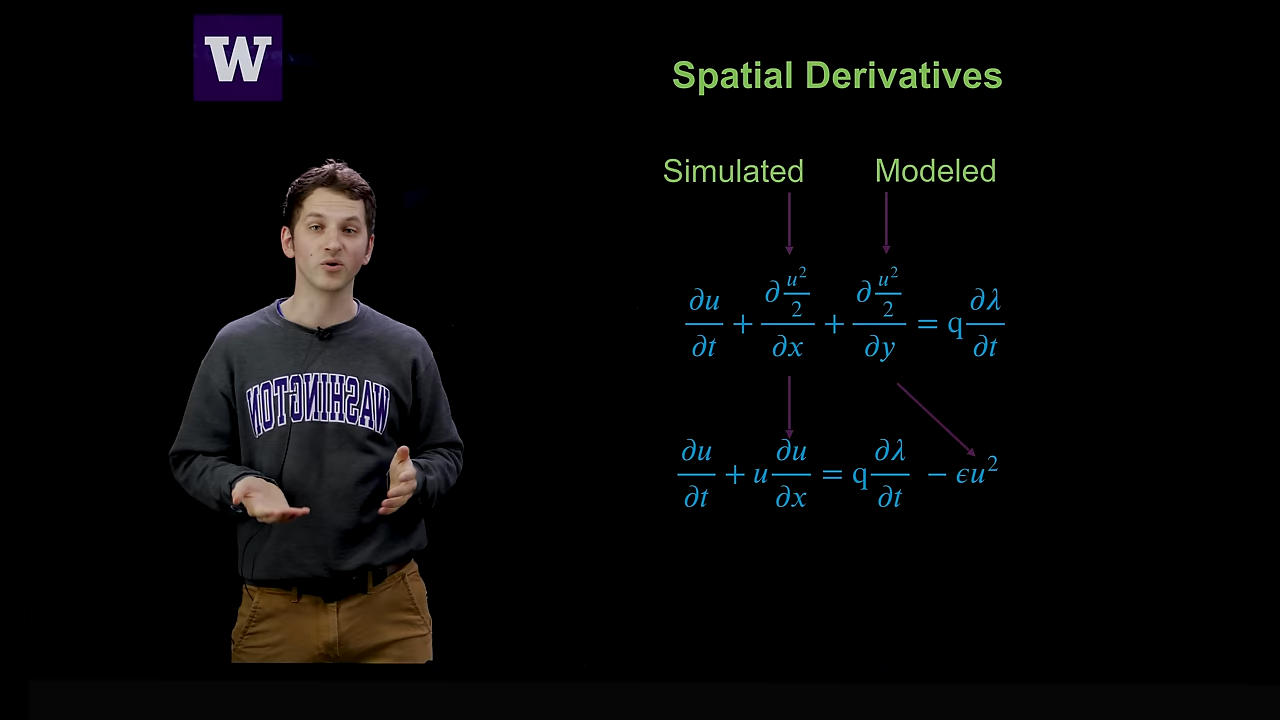 W
Spatial Derivatives
Simulated Modeled
∂u/∂t + ∂(u²/2)/∂x + ∂(u²/2)/∂y = q ∂λ/∂t
∂u/∂t + u ∂u/∂x = q ∂λ/∂t − ϵu²
WASHINGTON